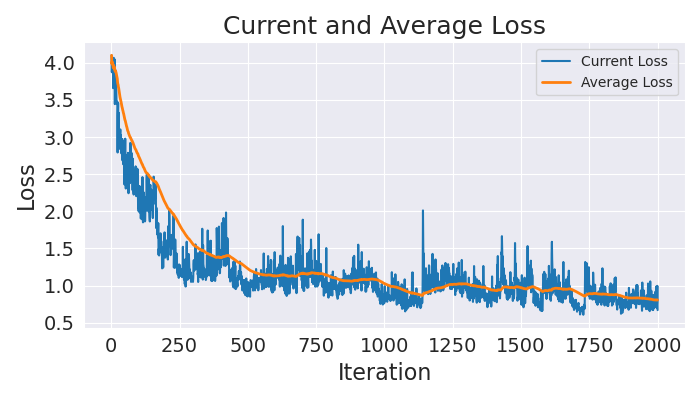 Current and Average Loss
Current Loss
Average Loss
4.0
3.5
3.0
2.5
2.0
1.5
1.0
0.5
Loss
0 250 500 750 1000 1250 1500 1750 2000
Iteration